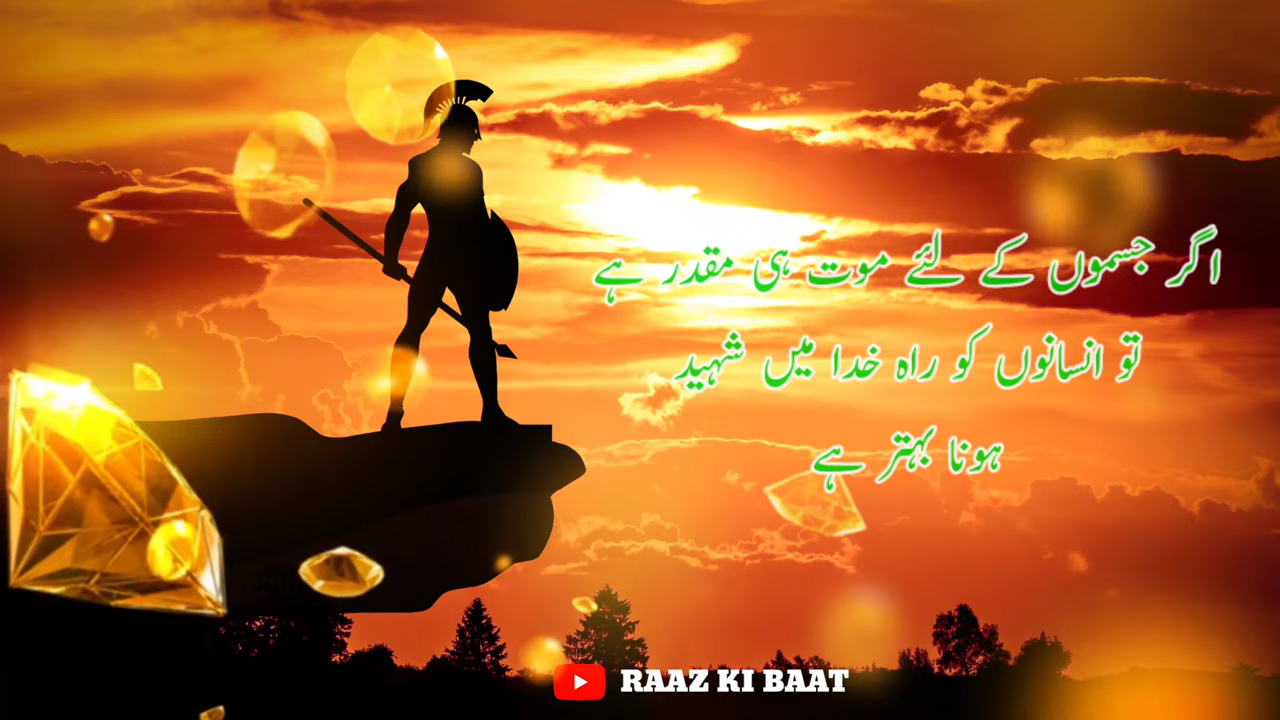 اگر جسموں کے لئے موت ہی مقدر ہے
تو انسانوں کو راہ خدا میں شہید
ہونا بہتر ہے
RAAZ KI BAAT